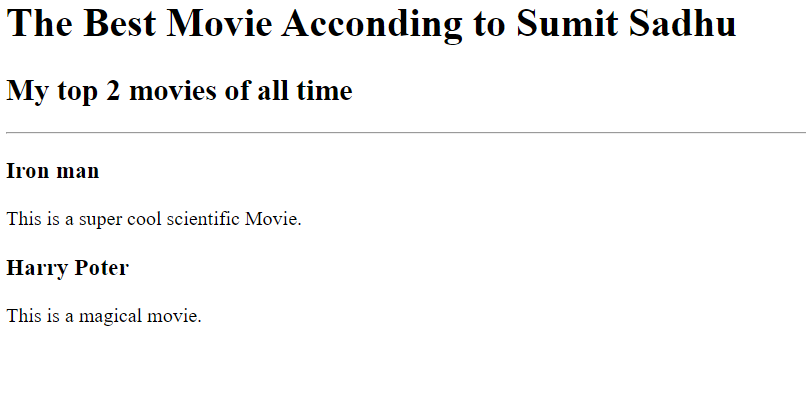 The Best Movie Acconding to Sumit Sadhu
My top 2 movies of all time
Iron man
This is a super cool scientific Movie.
Harry Poter
This is a magical movie.